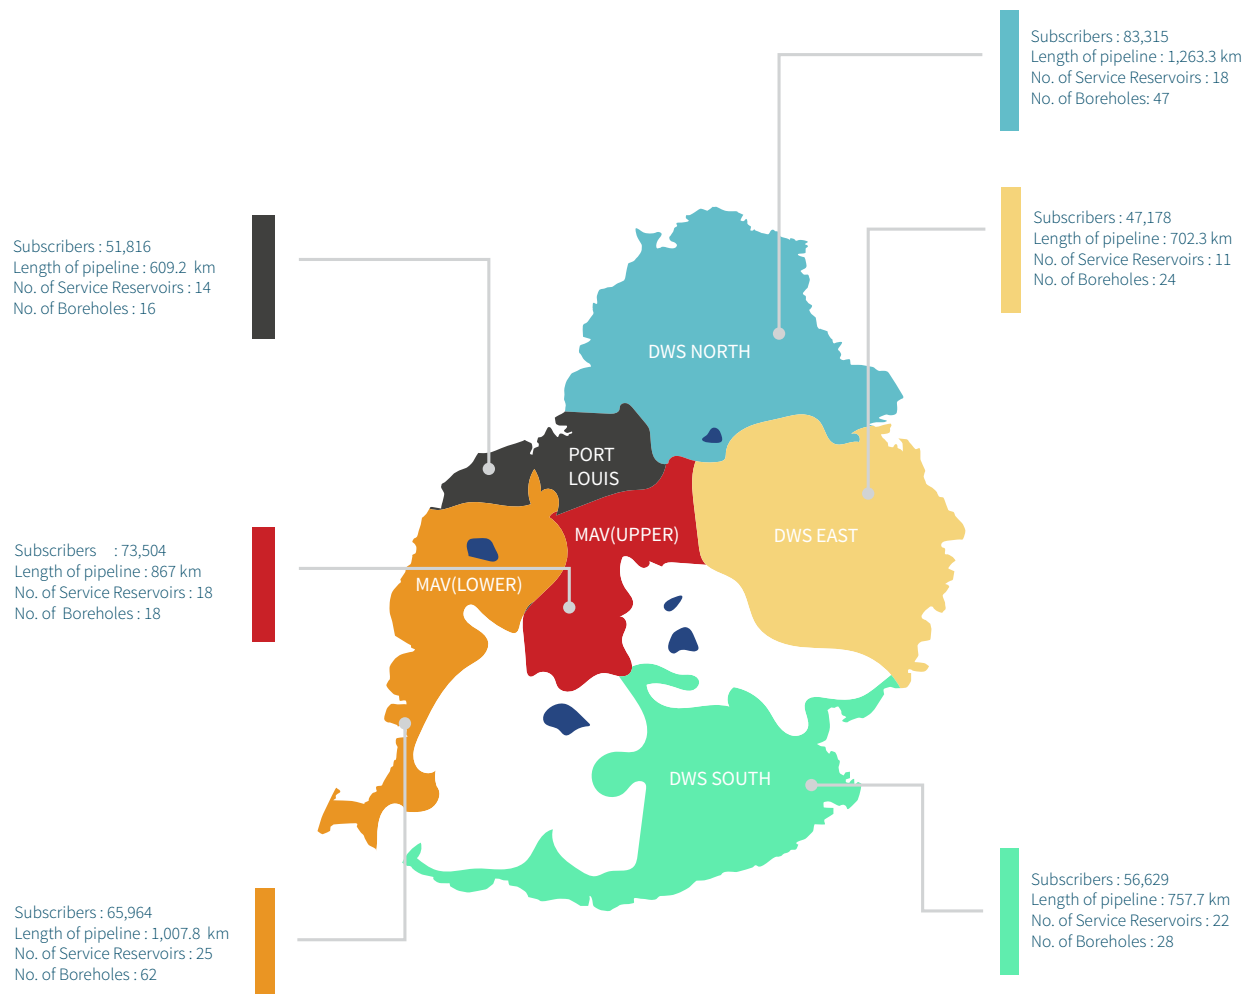 Subscribers : 83,315
Length of pipeline : 1,263.3 km
No. of Service Reservoirs : 18
No. of Boreholes: 47
Subscribers : 47,178
Length of pipeline : 702.3 km
No. of Service Reservoirs : 11
No. of Boreholes : 24
Subscribers : 51,816
Length of pipeline : 609.2 km
No. of Service Reservoirs : 14
No. of Boreholes : 16
DWS NORTH
PORT
LOUIS
MAV(UPPER)
DWS EAST
Subscribers : 73,504
Length of pipeline : 867 km
No. of Service Reservoirs : 18
No. of Boreholes : 18
MAV(LOWER)
DWS SOUTH
Subscribers : 65,964
Length of pipeline : 1,007.8 km
No. of Service Reservoirs : 25
No. of Boreholes : 62
Subscribers : 56,629
Length of pipeline : 757.7 km
No. of Service Reservoirs : 22
No. of Boreholes : 28